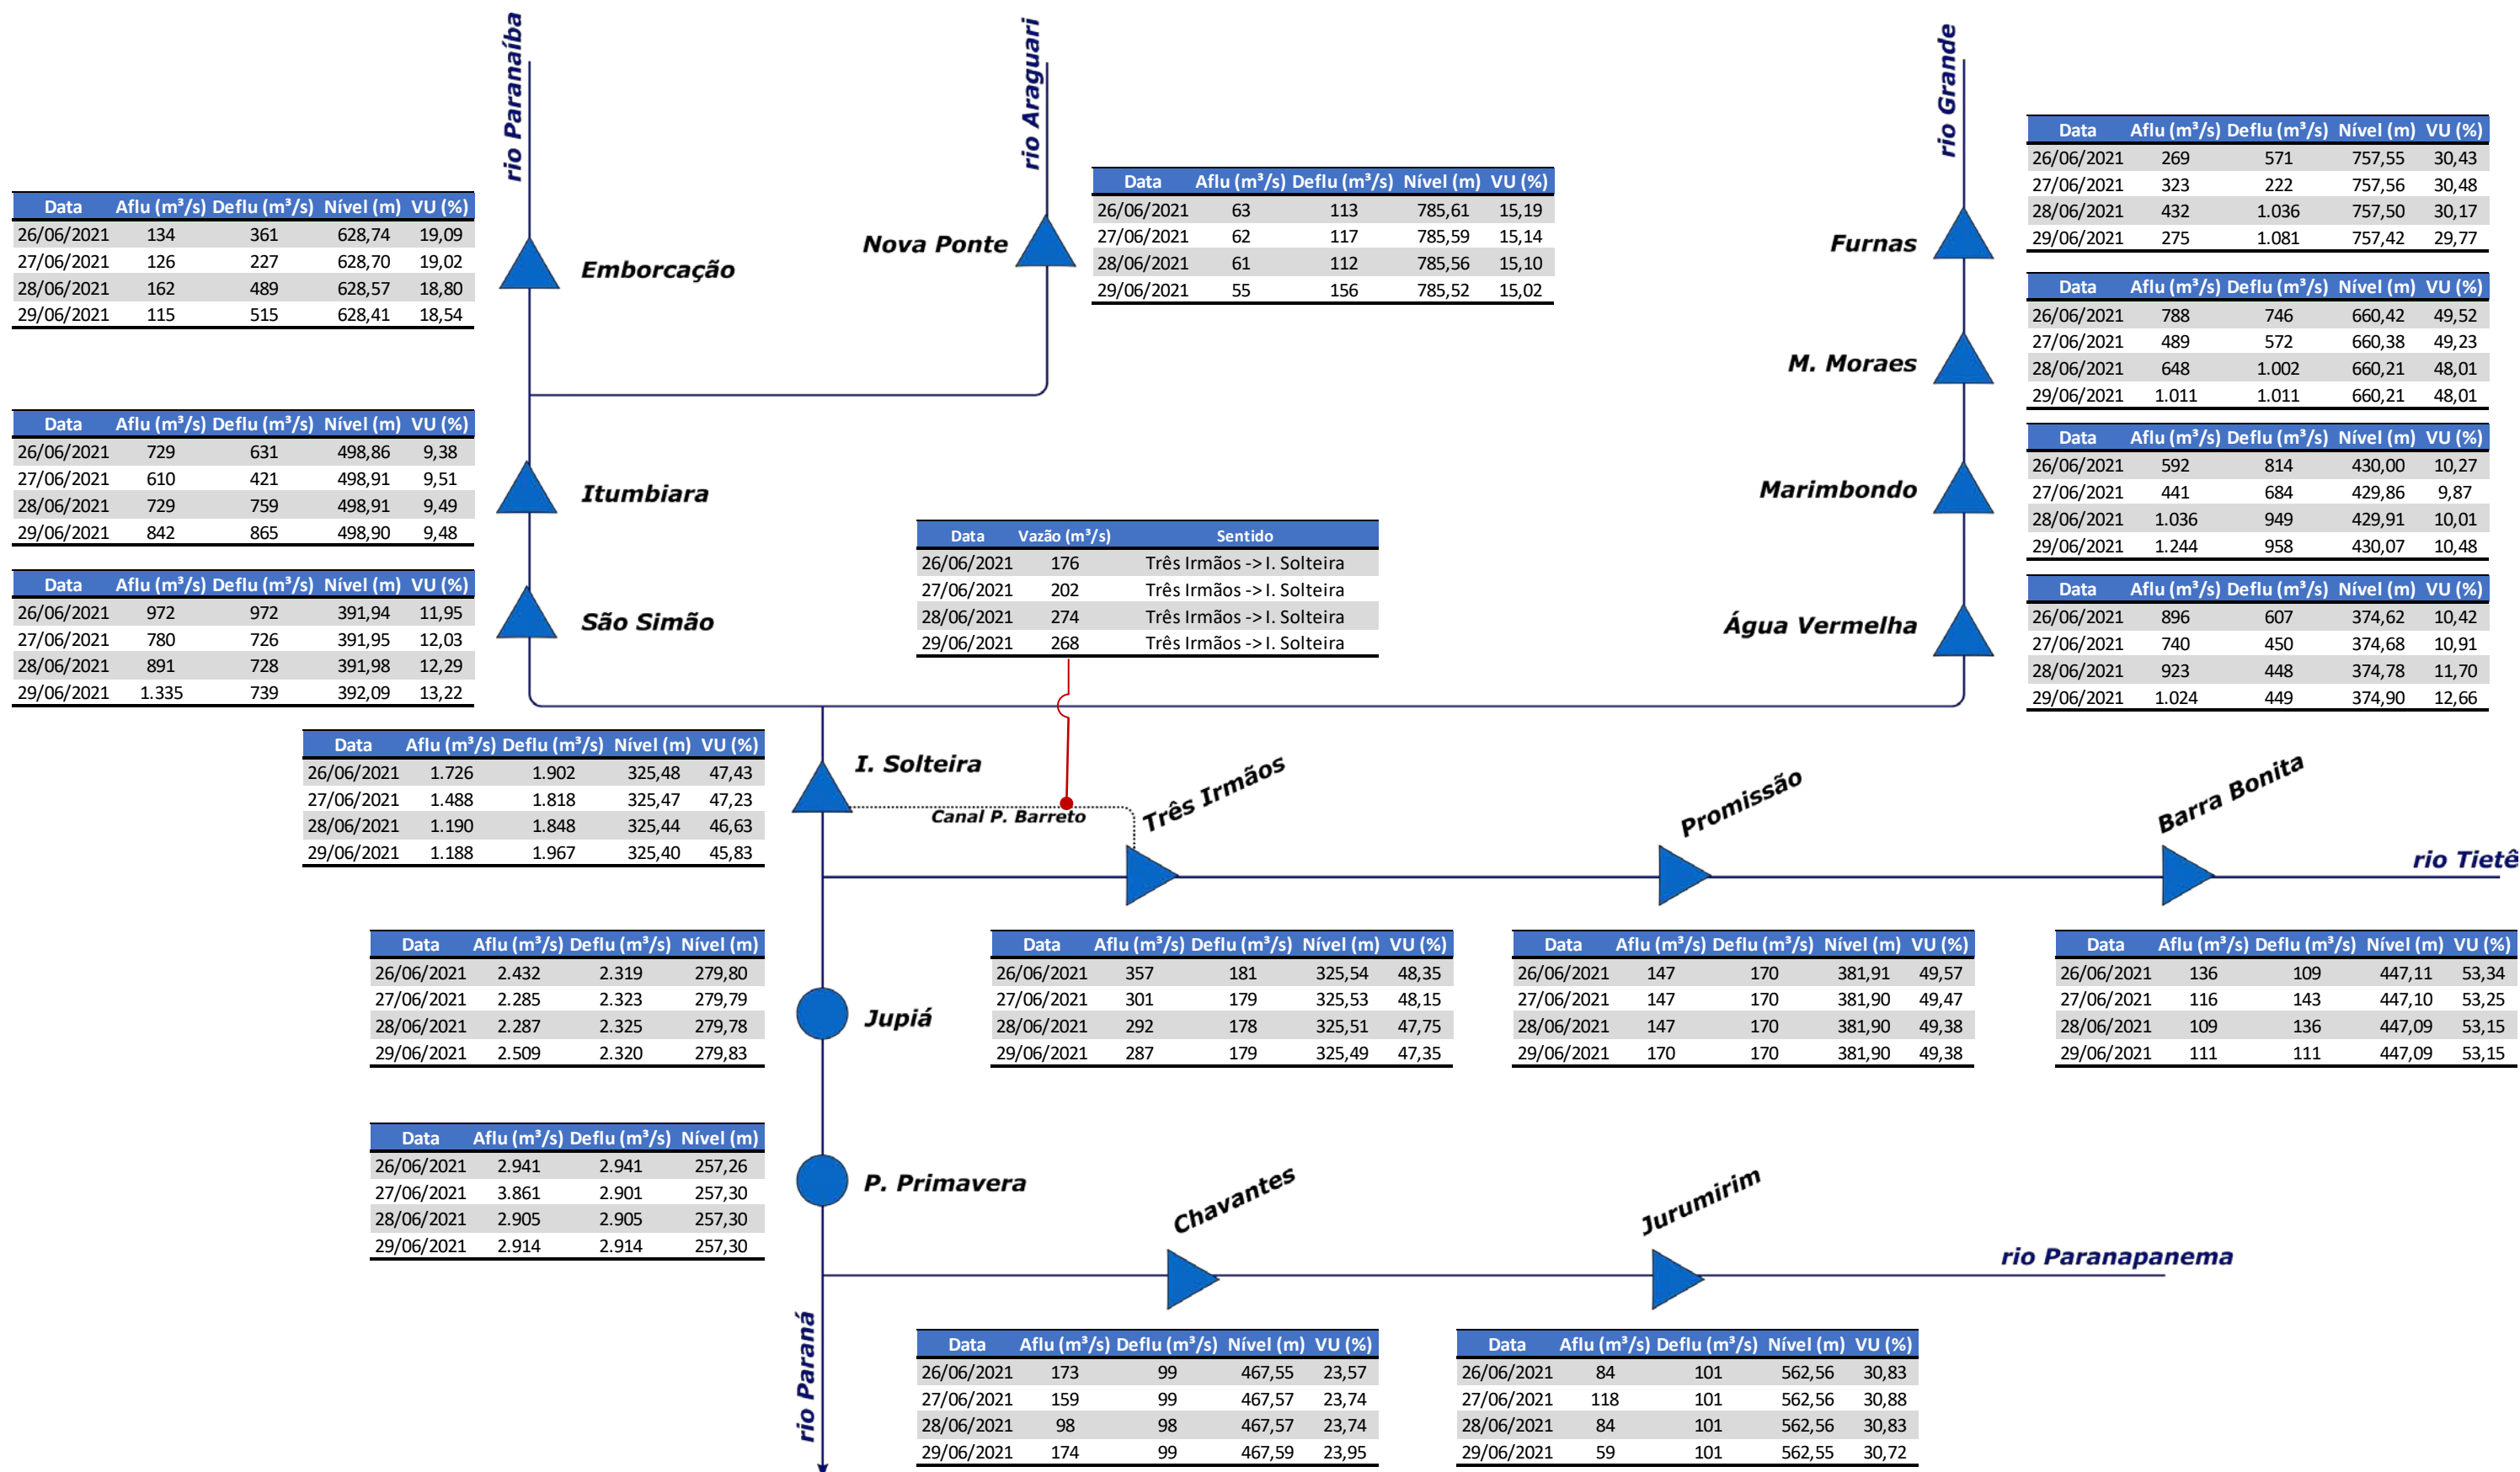 rio Paranaíba
rio Araguari
rio Grande
Data Aflu (m³/s) Deflu (m³/s) Nível (m) VU (%)
26/06/2021 269 571 757,55 30,43
27/06/2021 323 222 757,56 30,48
28/06/2021 432 1.036 757,50 30,17
29/06/2021 275 1.081 757,42 29,77
Furnas
Data Aflu (m³/s) Deflu (m³/s) Nível (m) VU (%)
26/06/2021 63 113 785,61 15,19
27/06/2021 62 117 785,59 15,14
28/06/2021 61 112 785,56 15,10
29/06/2021 55 156 785,52 15,02
Nova Ponte
Data Aflu (m³/s) Deflu (m³/s) Nível (m) VU (%)
26/06/2021 134 361 628,74 19,09
27/06/2021 126 227 628,70 19,02
28/06/2021 162 489 628,57 18,80
29/06/2021 115 515 628,41 18,54
Emborcação
Data Aflu (m³/s) Deflu (m³/s) Nível (m) VU (%)
26/06/2021 788 746 660,42 49,52
27/06/2021 489 572 660,38 49,23
28/06/2021 648 1.002 660,21 48,01
29/06/2021 1.011 1.011 660,21 48,01
M. Moraes
Data Aflu (m³/s) Deflu (m³/s) Nível (m) VU (%)
26/06/2021 729 631 498,86 9,38
27/06/2021 610 421 498,91 9,51
28/06/2021 729 759 498,91 9,49
29/06/2021 842 865 498,90 9,48
Itumbiara
Data Aflu (m³/s) Deflu (m³/s) Nível (m) VU (%)
26/06/2021 592 814 430,00 10,27
27/06/2021 441 684 429,86 9,87
28/06/2021 1.036 949 429,91 10,01
29/06/2021 1.244 958 430,07 10,48
Marimbondo
Data Vazão (m³/s) Sentido
26/06/2021 176 Três Irmãos -> I. Solteira
27/06/2021 202 Três Irmãos -> I. Solteira
28/06/2021 274 Três Irmãos -> I. Solteira
29/06/2021 268 Três Irmãos -> I. Solteira
Data Aflu (m³/s) Deflu (m³/s) Nível (m) VU (%)
26/06/2021 972 972 391,94 11,95
27/06/2021 780 726 391,95 12,03
28/06/2021 891 728 391,98 12,29
29/06/2021 1.335 739 392,09 13,22
São Simão
Data Aflu (m³/s) Deflu (m³/s) Nível (m) VU (%)
26/06/2021 896 607 374,62 10,42
27/06/2021 740 450 374,68 10,91
28/06/2021 923 448 374,78 11,70
29/06/2021 1.024 449 374,90 12,66
Água Vermelha
Data Aflu (m³/s) Deflu (m³/s) Nível (m) VU (%)
26/06/2021 1.726 1.902 325,48 47,43
27/06/2021 1.488 1.818 325,47 47,23
28/06/2021 1.190 1.848 325,44 46,63
29/06/2021 1.188 1.967 325,40 45,83
I. Solteira
Canal P. Barreto
Três Irmãos
Promissão
Barra Bonita
rio Tietê
Data Aflu (m³/s) Deflu (m³/s) Nível (m)
26/06/2021 2.432 2.319 279,80
27/06/2021 2.285 2.323 279,79
28/06/2021 2.287 2.325 279,78
29/06/2021 2.509 2.320 279,83
Jupiá
Data Aflu (m³/s) Deflu (m³/s) Nível (m) VU (%)
26/06/2021 357 181 325,54 48,35
27/06/2021 301 179 325,53 48,15
28/06/2021 292 178 325,51 47,75
29/06/2021 287 179 325,49 47,35
Data Aflu (m³/s) Deflu (m³/s) Nível (m) VU (%)
26/06/2021 147 170 381,91 49,57
27/06/2021 147 170 381,90 49,47
28/06/2021 147 170 381,90 49,38
29/06/2021 170 170 381,90 49,38
Data Aflu (m³/s) Deflu (m³/s) Nível (m) VU (%)
26/06/2021 136 109 447,11 53,34
27/06/2021 116 143 447,10 53,25
28/06/2021 109 136 447,09 53,15
29/06/2021 111 111 447,09 53,15
Data Aflu (m³/s) Deflu (m³/s) Nível (m)
26/06/2021 2.941 2.941 257,26
27/06/2021 3.861 2.901 257,30
28/06/2021 2.905 2.905 257,30
29/06/2021 2.914 2.914 257,30
P. Primavera
Chavantes
Jurumirim
rio Paranapanema
rio Paraná
Data Aflu (m³/s) Deflu (m³/s) Nível (m) VU (%)
26/06/2021 173 99 467,55 23,57
27/06/2021 159 99 467,57 23,74
28/06/2021 98 98 467,57 23,74
29/06/2021 174 99 467,59 23,95
Data Aflu (m³/s) Deflu (m³/s) Nível (m) VU (%)
26/06/2021 84 101 562,56 30,83
27/06/2021 118 101 562,56 30,88
28/06/2021 84 101 562,56 30,83
29/06/2021 59 101 562,55 30,72